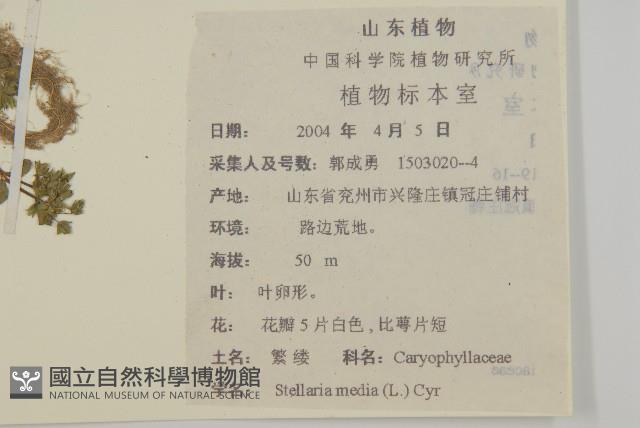 山东植物
中国科学院植物研究所
植物标本室
日期： 2004 年 4 月 5 日
采集人及号数：郭成勇 1503020--4
产地： 山东省兖州市兴隆庄镇冠庄铺村
环境： 路边荒地。
海拔： 50 m
叶： 叶卵形。
花： 花瓣 5 片白色，比萼片短
土名： 繁缕 科名：Caryophyllaceae
Stellaria media (L.) Cyr
國立自然科學博物館
NATIONAL MUSEUM OF NATURAL SCIENCE